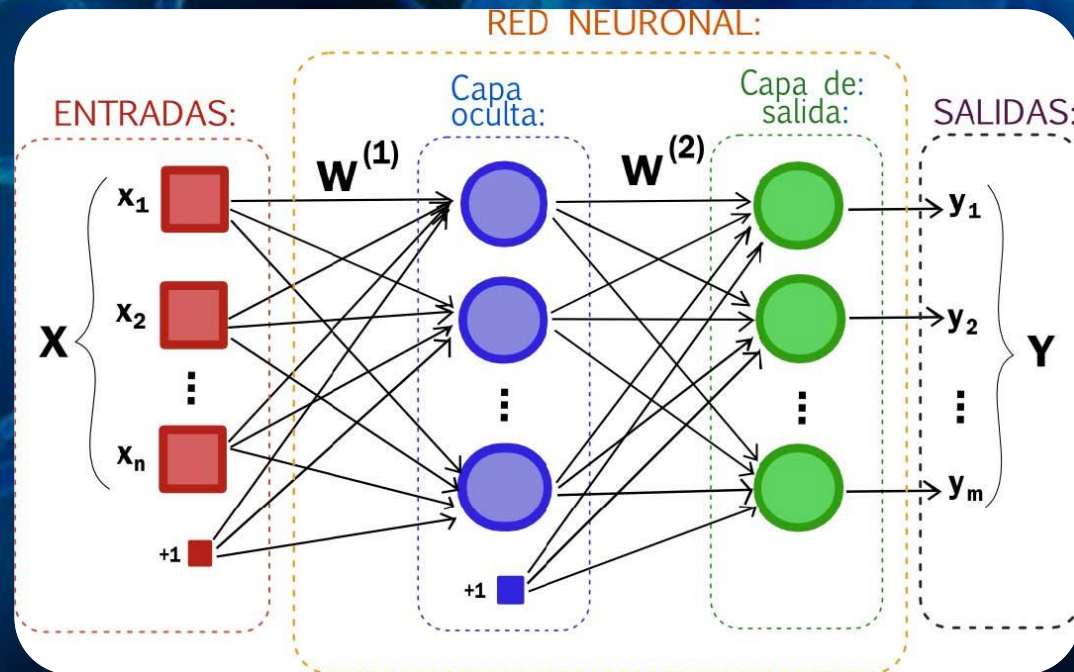 RED NEURONAL:
ENTRADAS:
Capa
oculta:
Capa de:
salida:
SALIDAS:
W(1)
W(2)
x1
x2
⋮
xn
+1
X
⋮
+1
⋮
y1
y2
⋮
ym
Y